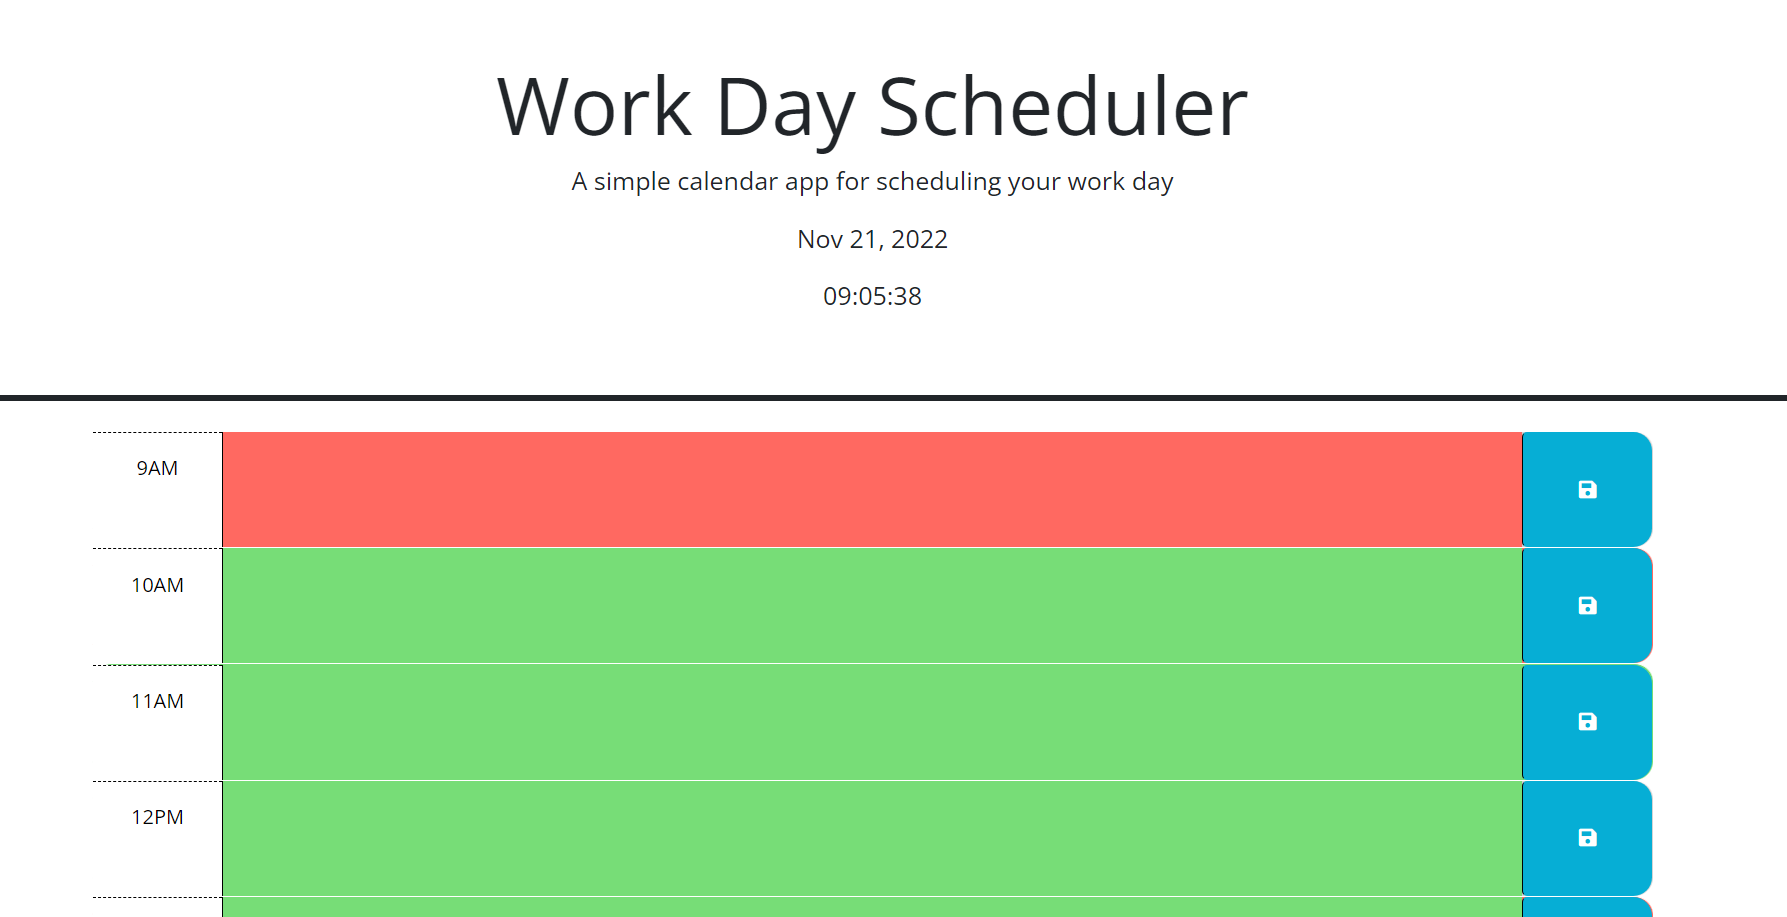 Work Day Scheduler
A simple calendar app for scheduling your work day
Nov 21, 2022
09:05:38
9AM
10AM
11AM
12PM